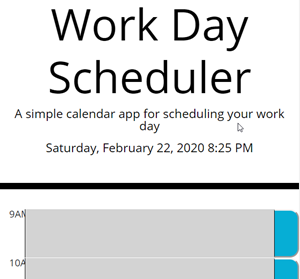 Work Day
Scheduler
A simple calendar app for scheduling your work
day
Saturday, February 22, 2020 8:25 PM
9AM
10A